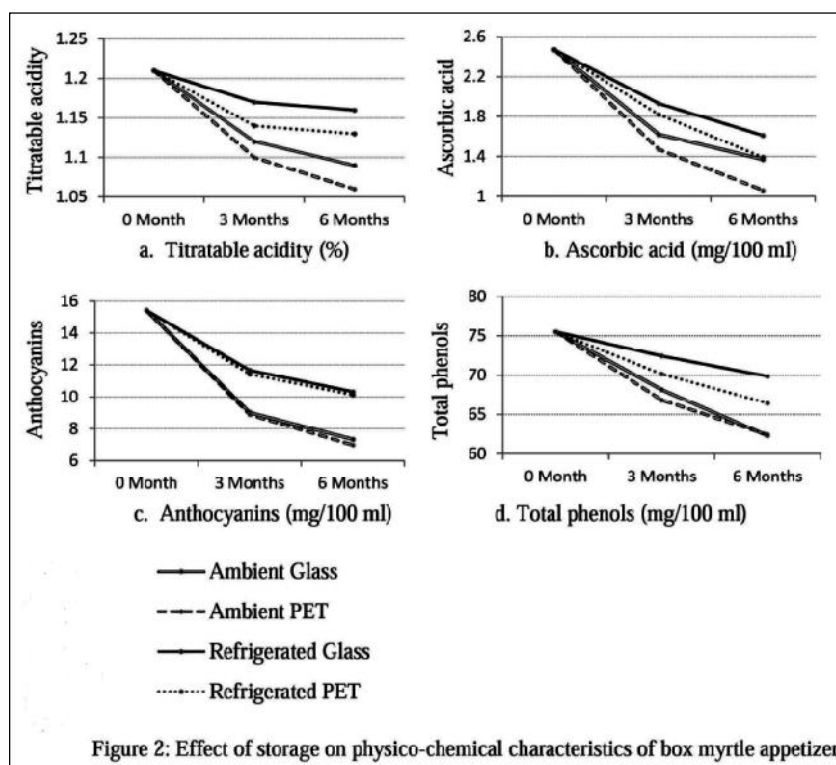 1.25
1.2
1.15
1.1
1.05
Titratable acidity
0 Month 3 Months 6 Months
a. Titratable acidity (%)
2.6
2.2
1.8
1.4
1
Ascorbic acid
0 Month 3 Months 6 Months
b. Ascorbic acid (mg/100 ml)
16
14
12
10
8
6
Anthocyanins
0 Month 3 Months 6 Months
c. Anthocyanins (mg/100 ml)
80
75
70
65
60
Total phenols
0 Month 3 Months 6 Months
d. Total phenols (mg/100 ml)
Ambient Glass
Ambient PET
Refrigerated Glass
Refrigerated PET
Figure 2: Effect of storage on physico-chemical characteristics of box myrtle appetizer